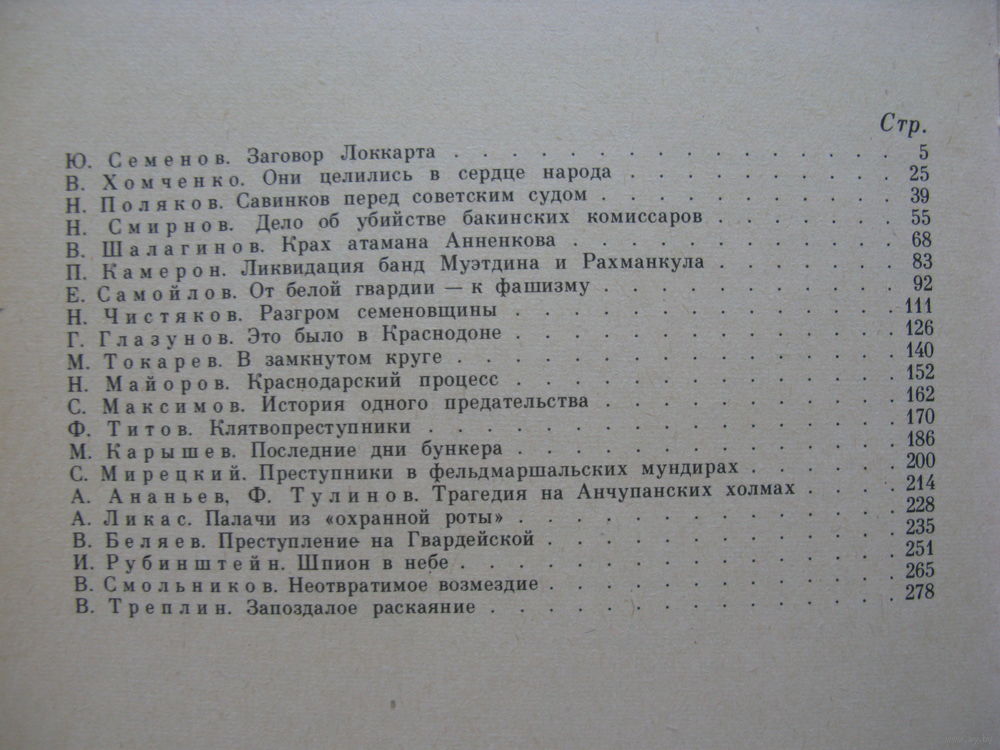 Стр.
Ю. Семенов. Заговор Локкарта . . . . . . . . . . . . . . . . 5
В. Хомченко. Они целились в сердце народа . . . . . . . . . . 25
Н. Поляков. Савинков перед советским судом . . . . . . . . . . 39
Н. Смирнов. Дело об убийстве бакинских комиссаров . . . . . . . 55
В. Шалагинов. Крах атамана Анненкова . . . . . . . . . . . . 68
П. Камерон. Ликвидация банд Муэтдина и Рахманкула . . . . . . . 83
Е. Самойлов. От белой гвардии — к фашизму . . . . . . . . . . 92
Н. Чистяков. Разгром семеновщины . . . . . . . . . . . . . 111
Г. Глазунов. Это было в Краснодоне . . . . . . . . . . . . . 126
М. Токарев. В замкнутом круге . . . . . . . . . . . . . . . 140
Н. Майоров. Краснодарский процесс . . . . . . . . . . . . . 152
С. Максимов. История одного предательства . . . . . . . . . . 162
Ф. Титов. Клятвопреступники . . . . . . . . . . . . . . . . 170
М. Карышев. Последние дни бункера . . . . . . . . . . . . . 186
С. Мирецкий. Преступники в фельдмаршальских мундирах . . . . . . 200
А. Ананьев, Ф. Тулинов. Трагедия на Анчупанских холмах . . . . 214
А. Ликас. Палачи из «охранной роты» . . . . . . . . . . . . . 228
В. Беляев. Преступление на Гвардейской . . . . . . . . . . . . 235
И. Рубинштейн. Шпион в небе . . . . . . . . . . . . . . . 251
В. Смольников. Неотвратимое возмездие . . . . . . . . . . . . 265
В. Треплин. Запоздалое раскаяние . . . . . . . . . . . . . . 278